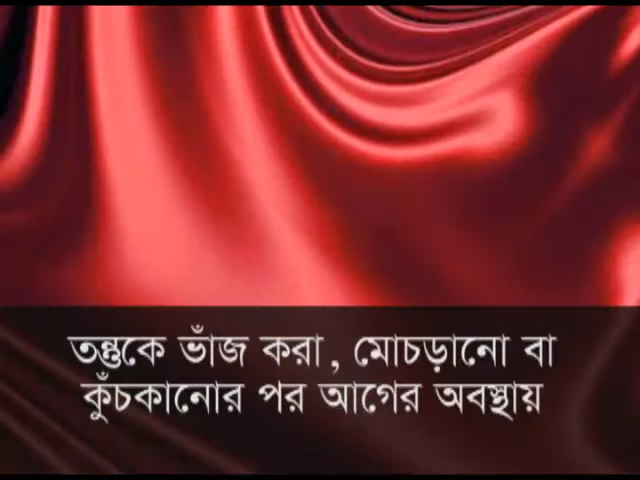 তন্তুকে ভাঁজ করা, মোচড়ানো বা
কুঁচকানোর পর আগের অবস্থায়